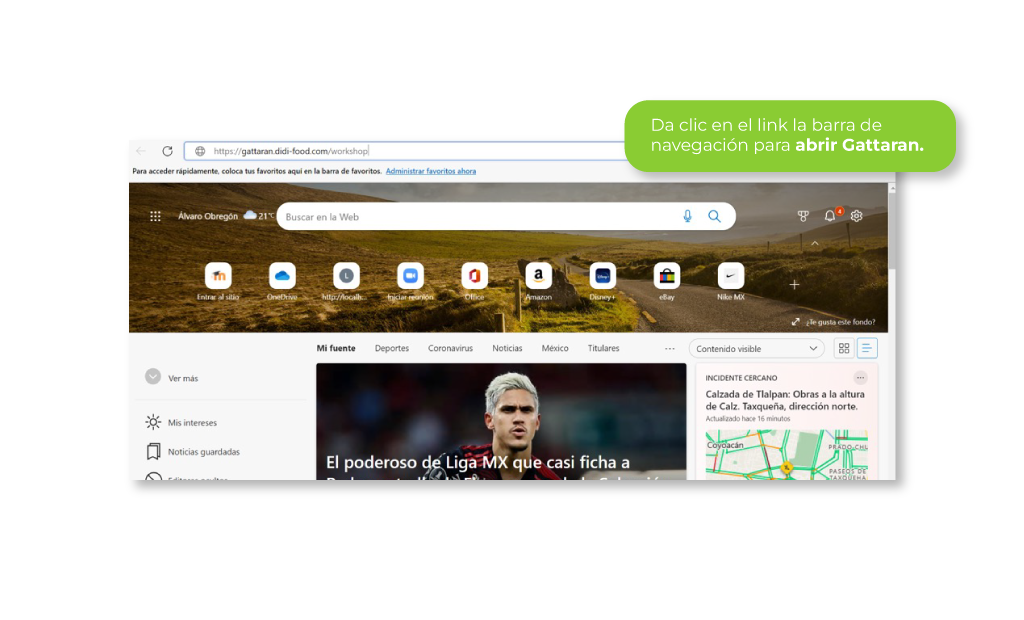 Da clic en el link la barra de
navegación para abrir Gattaran.
https://gattaran.didi-food.com/workshop
Para acceder rápidamente, coloca tus favoritos aquí en la barra de favoritos. Administrar favoritos ahora
Álvaro Obregón 21°C
Buscar en la Web
4
Entrar al sitio
OneDrive
L
http://localh...
Iniciar reunión
Office
a
Amazon
Disney+
Disney+
eBay
Nike MX
¿Te gusta este fondo?
Mi fuente Deportes Coronavirus Noticias México Titulares ... Contenido visible
Ver más
Mis intereses
Noticias guardadas
El poderoso de Liga MX que casi ficha a
INCIDENTE CERCANO
Calzada de Tlalpan: Obras a la altura
de Calz. Taxqueña, dirección norte.
Actualizado hace 16 minutos
Coyoacán
PRADO CHU
PASEOS DE
TAXQUEÑA